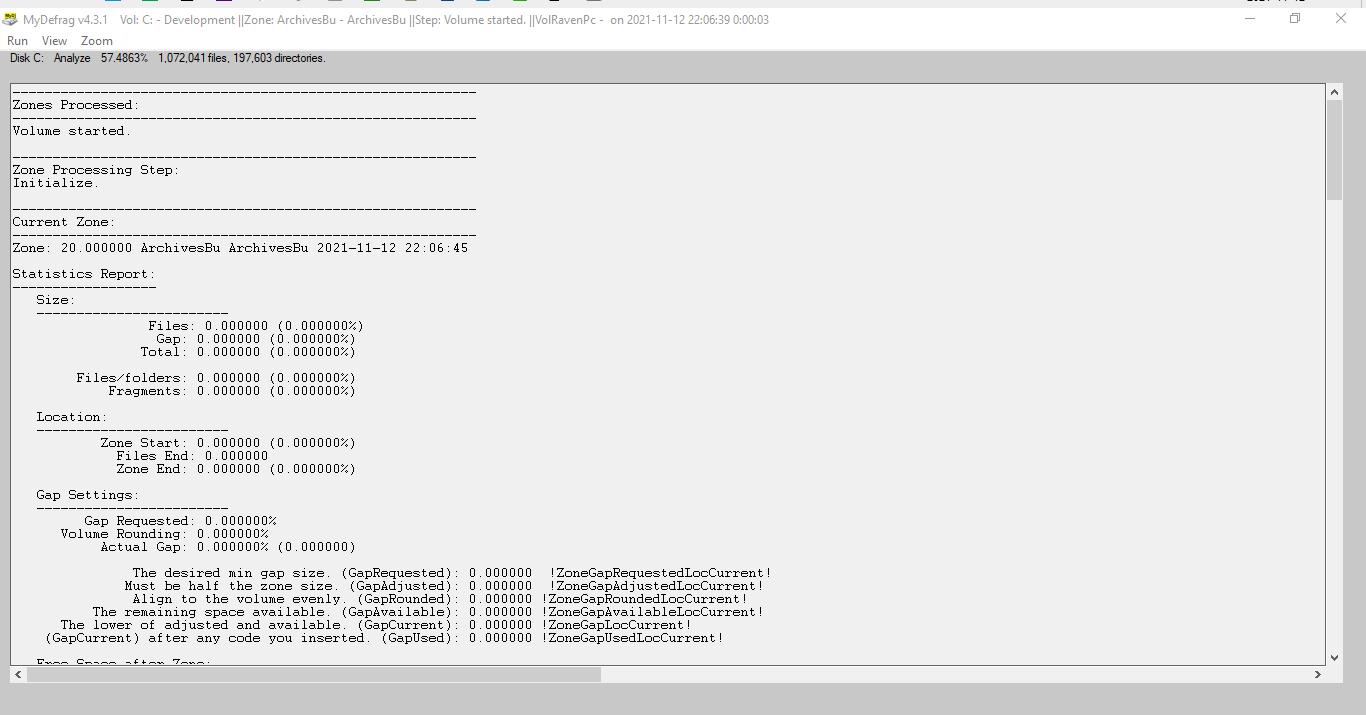 MyDefrag v4.3.1 Vol: C: - Development ||Zone: ArchivesBu - ArchivesBu ||Step: Volume started. ||VolRavenPc - on 2021-11-12 22:06:39 0:00:03
Run View Zoom
Disk C: Analyze 57.4863% 1,072,041 files, 197,603 directories.
Zones Processed:
Volume started.
Zone Processing Step:
Initialize.
Current Zone:
Zone: 20.000000 ArchivesBu ArchivesBu 2021-11-12 22:06:45
Statistics Report:
Size:
Files: 0.000000 (0.000000%)
Gap: 0.000000 (0.000000%)
Total: 0.000000 (0.000000%)
Files/folders: 0.000000 (0.000000%)
Fragments: 0.000000 (0.000000%)
Location:
Zone Start: 0.000000 (0.000000%)
Files End: 0.000000
Zone End: 0.000000 (0.000000%)
Gap Settings:
Gap Requested: 0.000000%
Volume Rounding: 0.000000%
Actual Gap: 0.000000% (0.000000)
The desired min gap size. (GapRequested): 0.000000 !ZoneGapRequestedLocCurrent!
Must be half the zone size. (GapAdjusted): 0.000000 !ZoneGapAdjustedLocCurrent!
Align to the volume evenly. (GapRounded): 0.000000 !ZoneGapRoundedLocCurrent!
The remaining space available. (GapAvailable): 0.000000 !ZoneGapAvailableLocCurrent!
The lower of adjusted and available. (GapCurrent): 0.000000 !ZoneGapLocCurrent!
(GapCurrent) after any code you inserted. (GapUsed): 0.000000 !ZoneGapUsedLocCurrent!
Free Space after Zone: